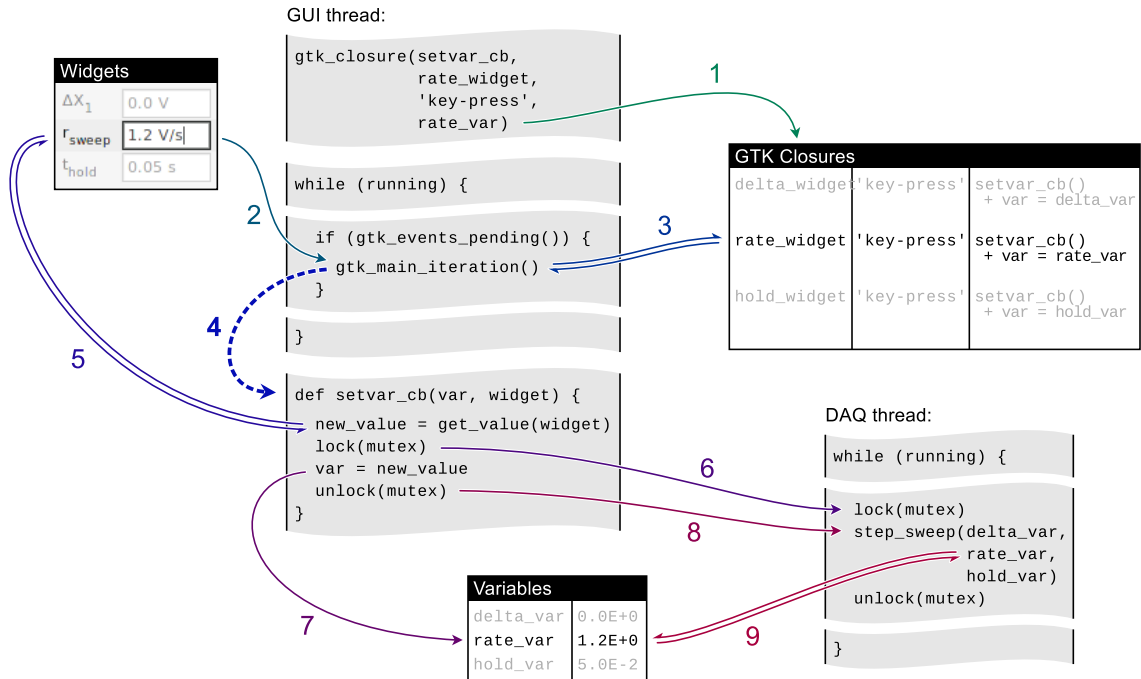 GUI thread:
gtk_closure(setvar_cb,
rate_widget,
'key-press',
rate_var)
1
Widgets
ΔX1 0.0 V
rsweep 1.2 V/s
thold 0.05 s
GTK Closures
delta_widget 'key-press' setvar_cb()
+ var = delta_var
rate_widget 'key-press' setvar_cb()
+ var = rate_var
hold_widget 'key-press' setvar_cb()
+ var = hold_var
while (running) {
2
3
if (gtk_events_pending()) {
gtk_main_iteration()
}
4
}
5
def setvar_cb(var, widget) {
new_value = get_value(widget)
lock(mutex)
var = new_value
unlock(mutex)
}
6
8
DAQ thread:
while (running) {
lock(mutex)
step_sweep(delta_var,
rate_var,
hold_var)
unlock(mutex)
}
7
9
Variables
delta_var 0.0E+0
rate_var 1.2E+0
hold_var 5.0E-2